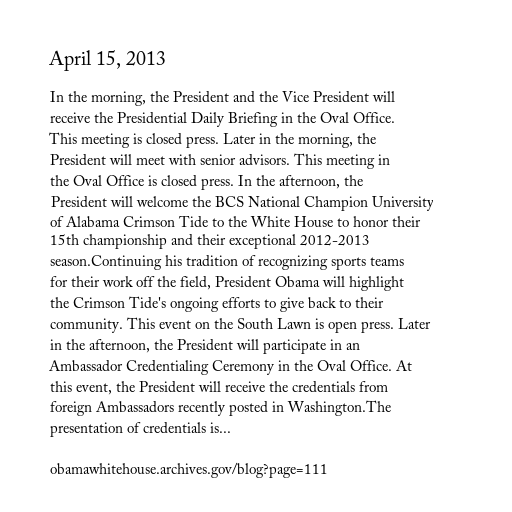 April 15, 2013
In the morning, the President and the Vice President will
receive the Presidential Daily Briefing in the Oval Office.
This meeting is closed press. Later in the morning, the
President will meet with senior advisors. This meeting in
the Oval Office is closed press. In the afternoon, the
President will welcome the BCS National Champion University
of Alabama Crimson Tide to the White House to honor their
15th championship and their exceptional 2012-2013
season.Continuing his tradition of recognizing sports teams
for their work off the field, President Obama will highlight
the Crimson Tide's ongoing efforts to give back to their
community. This event on the South Lawn is open press. Later
in the afternoon, the President will participate in an
Ambassador Credentialing Ceremony in the Oval Office. At
this event, the President will receive the credentials from
foreign Ambassadors recently posted in Washington.The
presentation of credentials is...
obamawhitehouse.archives.gov/blog?page=111